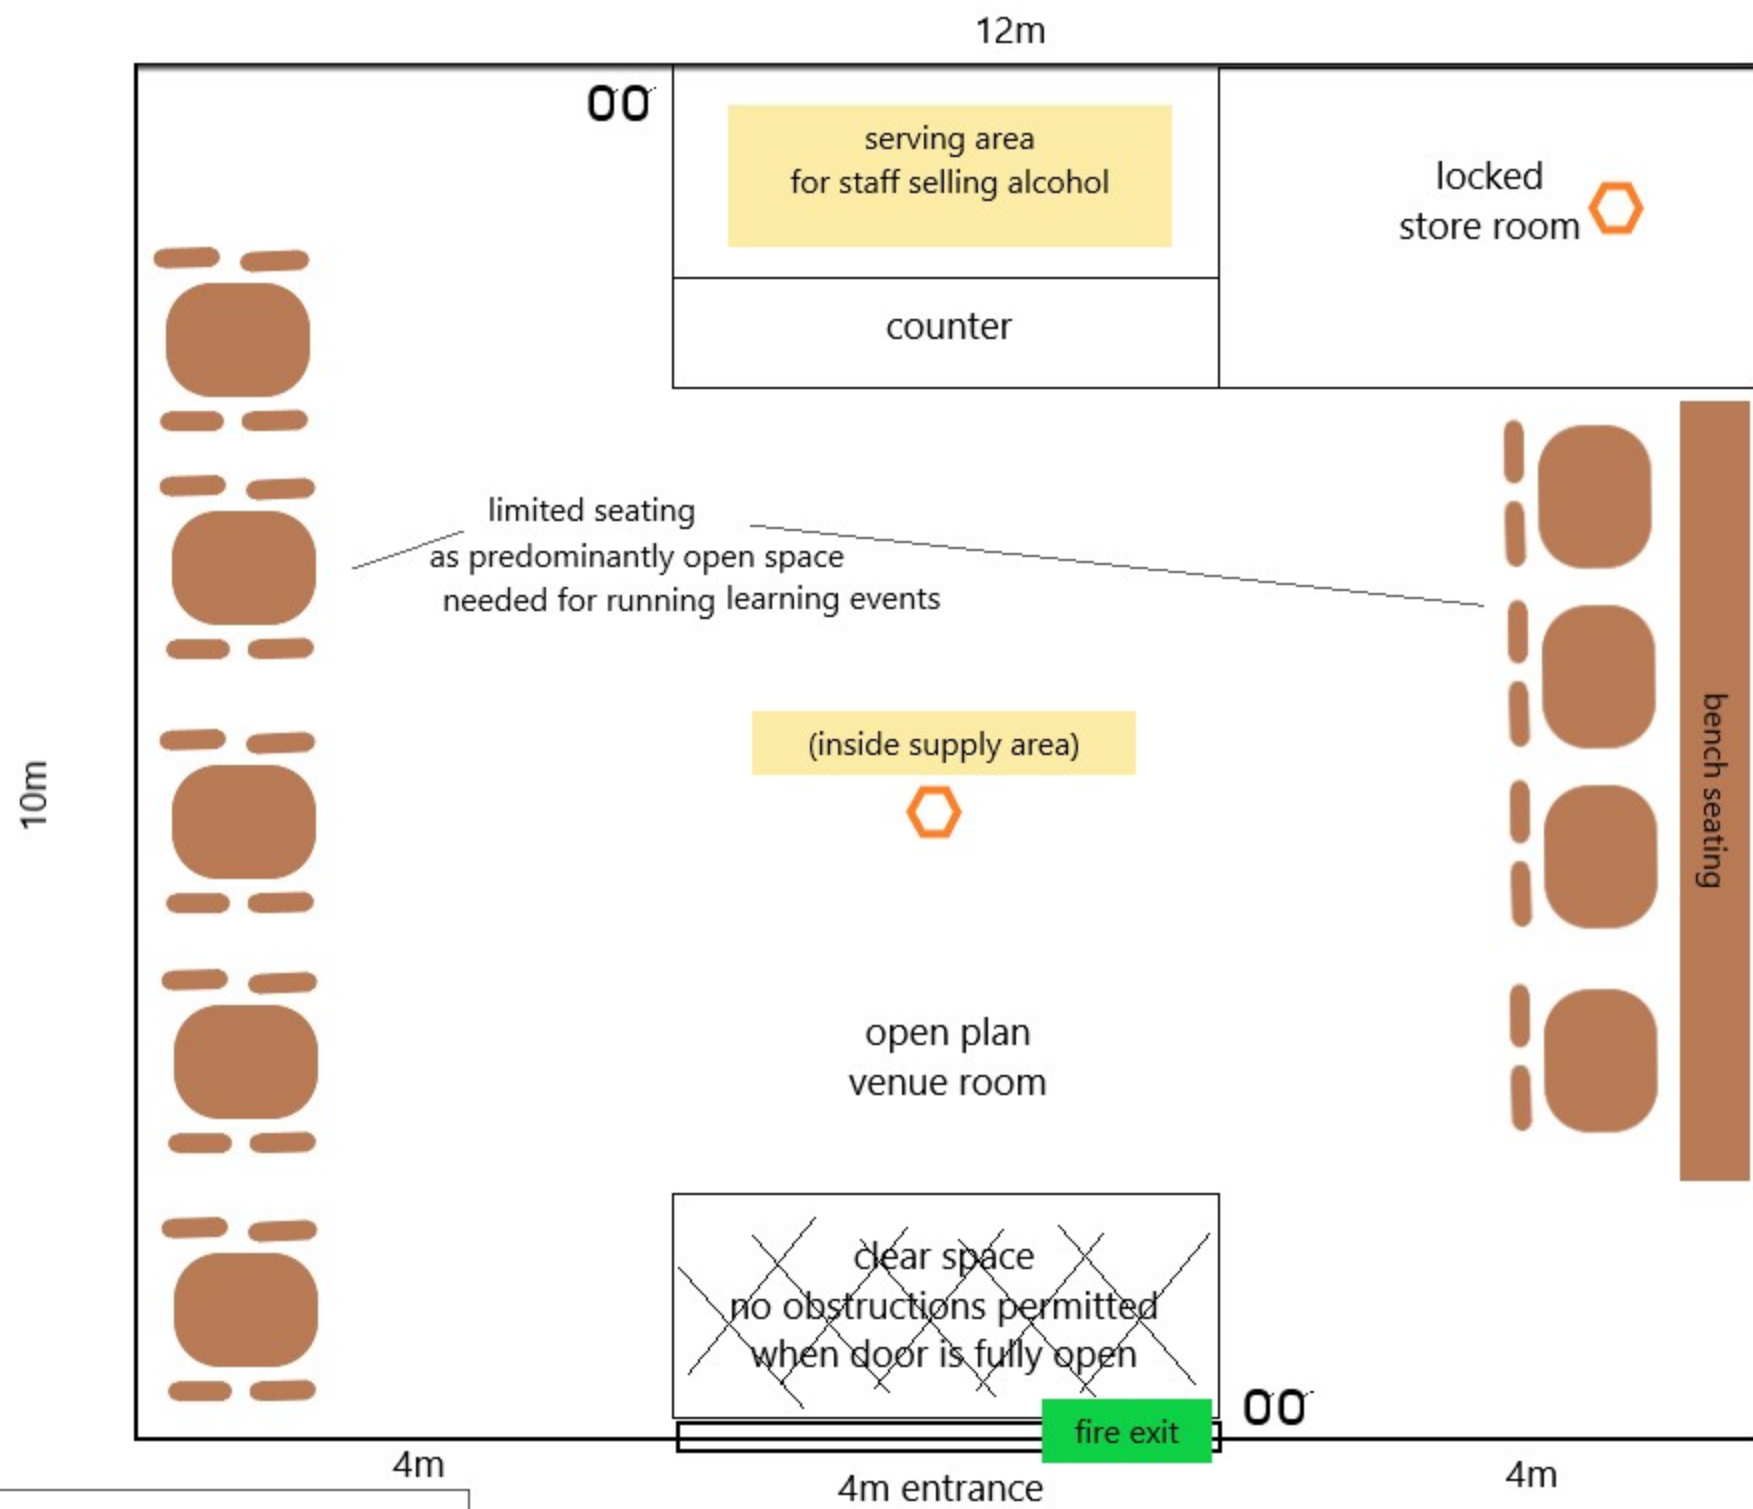 12m
serving area
for staff selling alcohol
locked
store room
counter
limited seating
as predominantly open space
needed for running learning events
(inside supply area)
10m
bench seating
open plan
venue room
clear space
no obstructions permitted
when door is fully open
fire exit
4m
4m entrance
4m